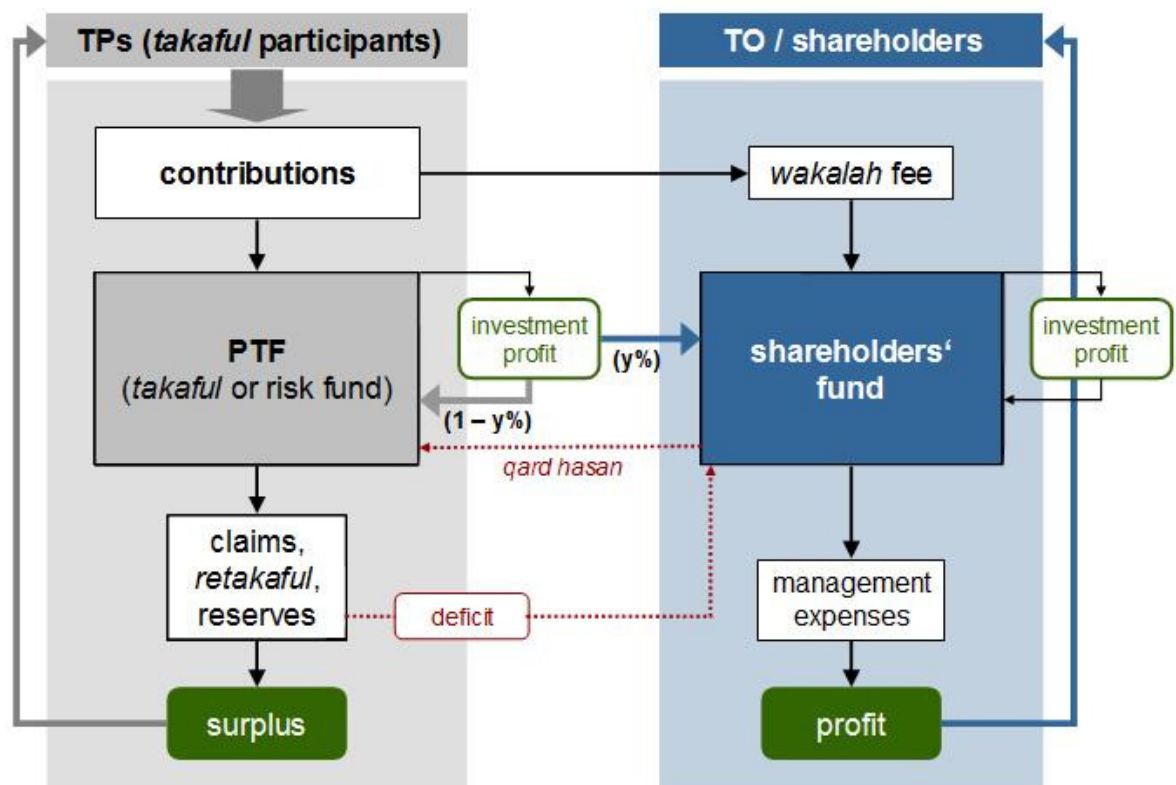 TPs (takaful participants)
TO / shareholders
contributions
wakalah fee
PTF
(takaful or risk fund)
investment
profit
(y%)
(1 – y%)
shareholders‘
fund
investment
profit
qard hasan
claims,
retakaful,
reserves
deficit
management
expenses
surplus
profit